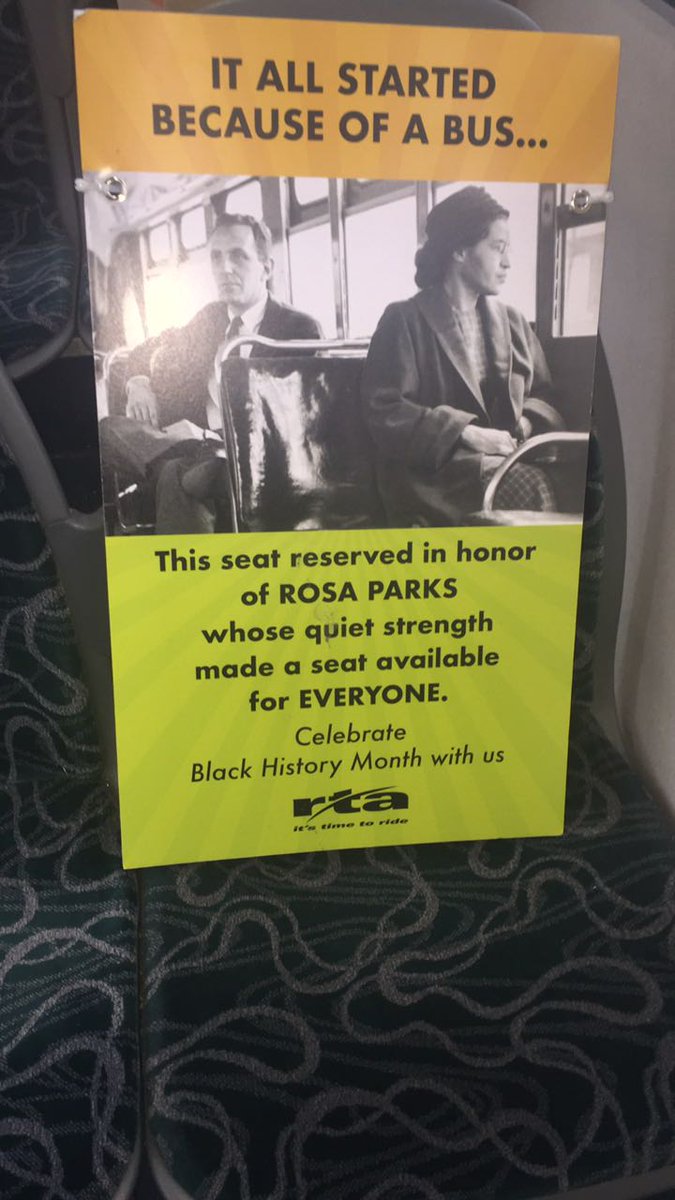 IT ALL STARTED
BECAUSE OF A BUS...
This seat reserved in honor
of ROSA PARKS
whose quiet strength
made a seat available
for EVERYONE.
Celebrate
Black History Month with us
rta
it's time to ride